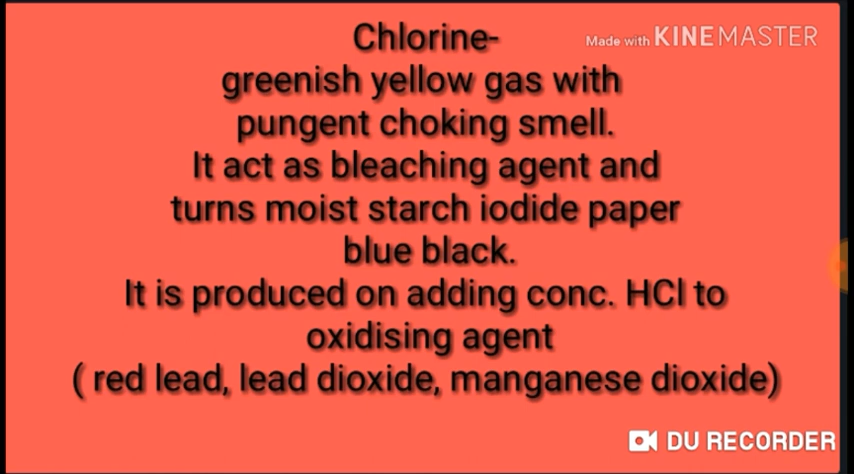 Chlorine-
Made with KINEMASTER
greenish yellow gas with
pungent choking smell.
It act as bleaching agent and
turns moist starch iodide paper
blue black.
It is produced on adding conc. HCl to
oxidising agent
( red lead, lead dioxide, manganese dioxide)
DU RECORDER